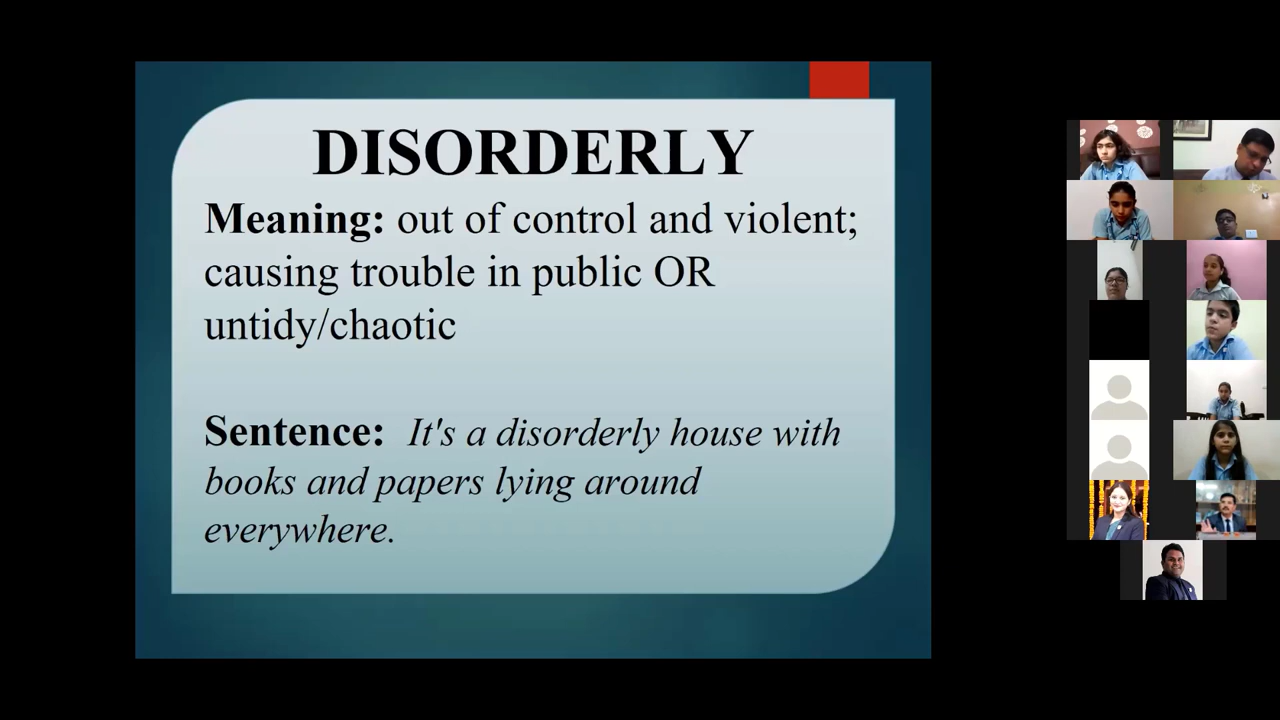 DISORDERLY
Meaning: out of control and violent;
causing trouble in public OR
untidy/chaotic
Sentence: It's a disorderly house with
books and papers lying around
everywhere.